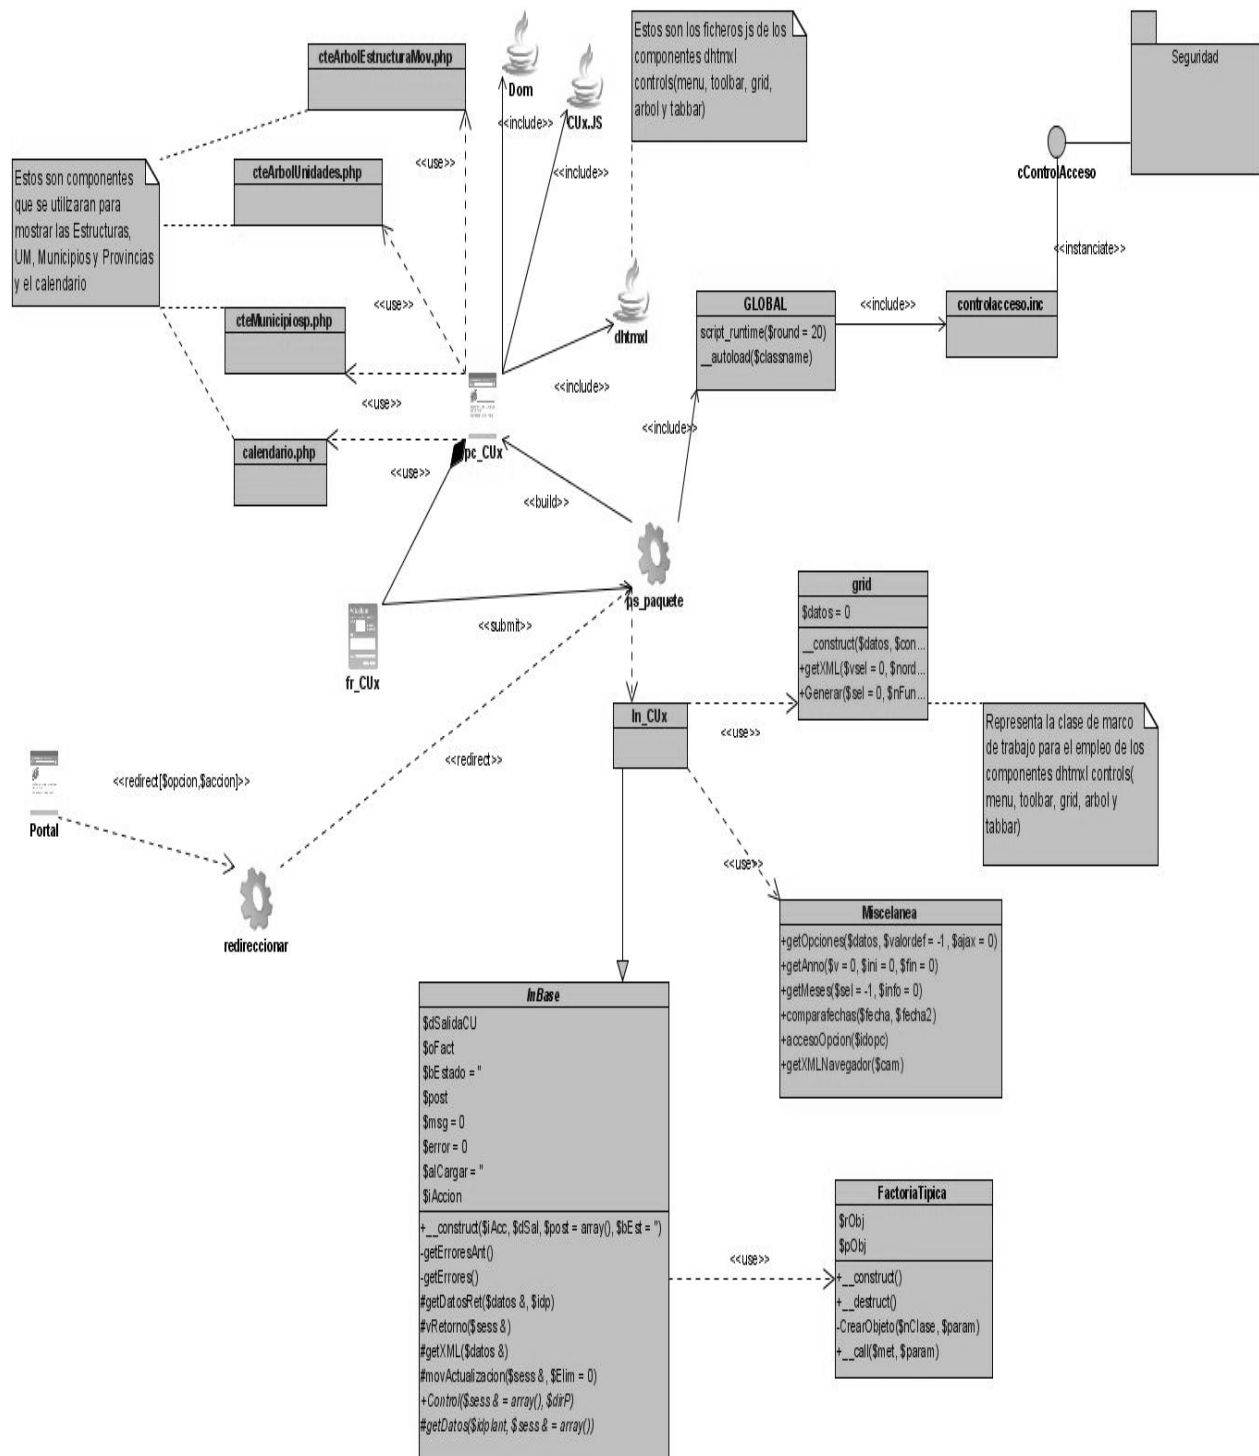 cteArbolEstructuraMov.php
Dom
CUx.JS
Estos son los ficheros js de los
componentes dhtmxl
controls(menu, toolbar, grid,
arbol y tabbar)
Seguridad
<<include>>
<<use>>
<<include>>
cControlAcceso
Estos son componentes
que se utilizaran para
mostrar las Estructuras,
UM, Municipios y Provincias
y el calendario
cteArbolUnidades.php
<<use>>
<<instanciate>>
cteMunicipiosp.php
dhtmxl
GLOBAL
script_runtime($round = 20)
__autoload($classname)
<<include>>
controlacceso.inc
<<use>>
<<include>>
<<include>>
calendario.php
<<use>>
pc_CUx
<<build>>
ps_paquete
fr_CUx
<<submit>>
grid
$datos = 0
__construct($datos, $con...
+getXML($vsel = 0, $nord...
+Generar($sel = 0, $nFun...
ln_CUx
<<use>>
Representa la clase de marco
de trabajo para el empleo de los
componentes dhtmxl controls(
menu, toolbar, grid, arbol y
tabbar)
<<redirect>>
<<redirect[$opcion,$accion]>>
Portal
redireccionar
<<use>>
Miscelanea
+getOpciones($datos, $valordef = -1, $ajax = 0)
+getAnno($v = 0, $ini = 0, $fin = 0)
+getMeses($sel = -1, $info = 0)
+comparafechas($fecha, $fecha2)
+accesoOpcion($idopc)
+getXMLNavegador($cam)
lnBase
$dSalidaCU
$oFact
$bEstado = ''
$post
$msg = 0
$error = 0
$alCargar = ''
$iAccion
+__construct($iAcc, $dSal, $post = array(), $bEst = '')
-getErroresAnt()
-getErrores()
#getDatosRet($datos &, $idp)
#vRetorno($sess &)
#getXML($datos &)
#movActualizacion($sess &, $Elim = 0)
+Control($sess & = array(), $dirP)
#getDatos($idplant, $sess & = array())
<<use>>
FactoriaTipica
$rObj
$pObj
+__construct()
+__destruct()
-CrearObjeto($nClase, $param)
+__call($met, $param)